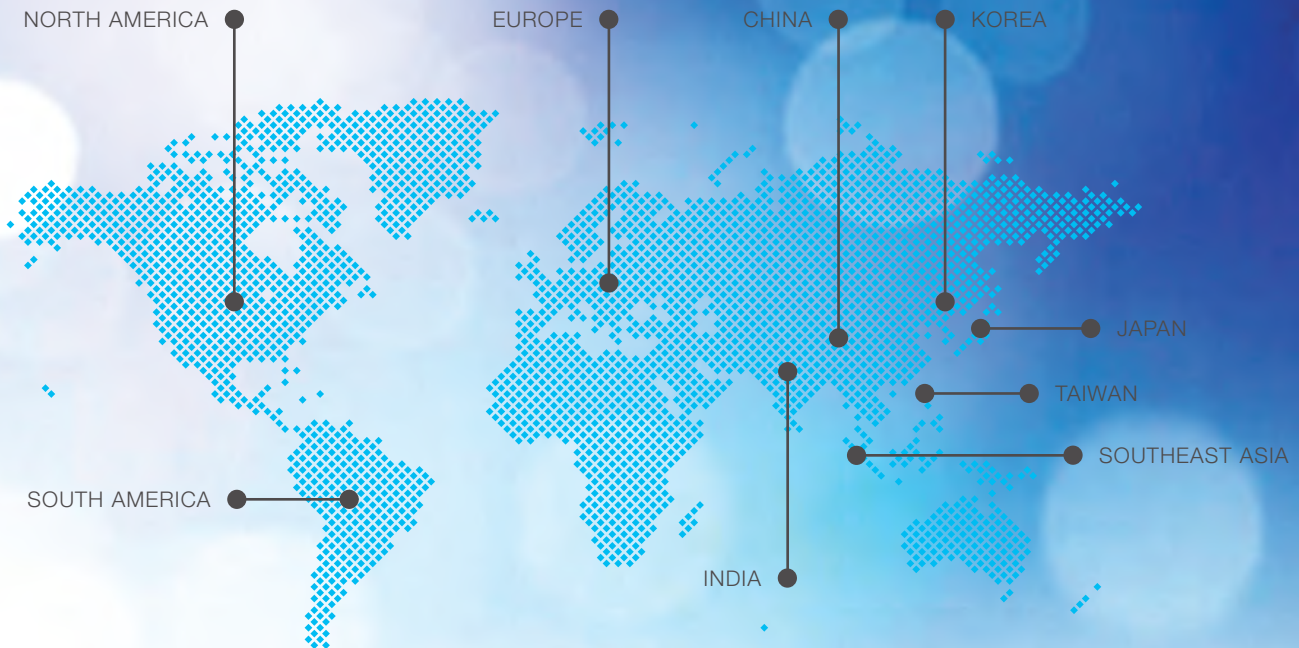 NORTH AMERICA
EUROPE
CHINA
KOREA
JAPAN
TAIWAN
SOUTHEAST ASIA
SOUTH AMERICA
INDIA